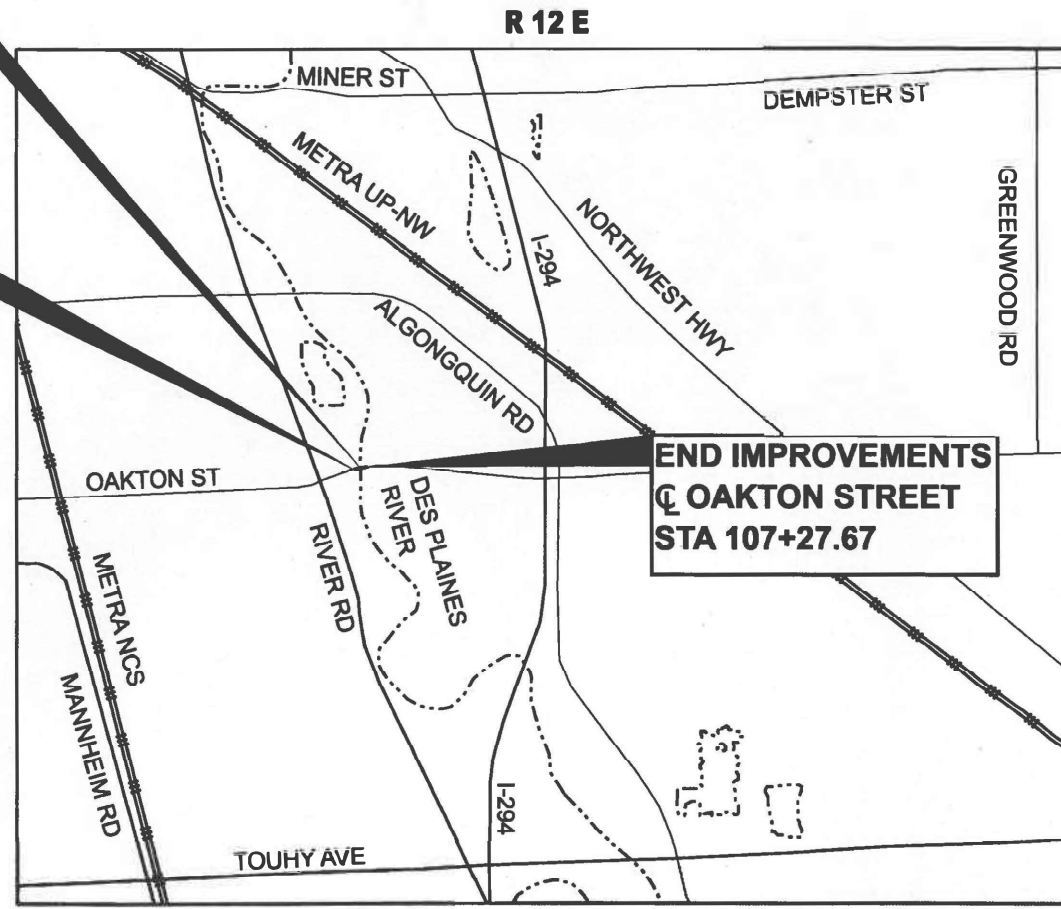 R 12 E
MINER ST
DEMPSTER ST
METRA UP-NW
GREENWOOD RD
I-294
NORTHWEST HWY
ALGONGQUIN RD
OAKTON ST
END IMPROVEMENTS
℄ OAKTON STREET
STA 107+27.67
DES PLAINES
RIVER
RIVER RD
METRA NCS
MANNHEIM RD
I-294
TOUHY AVE